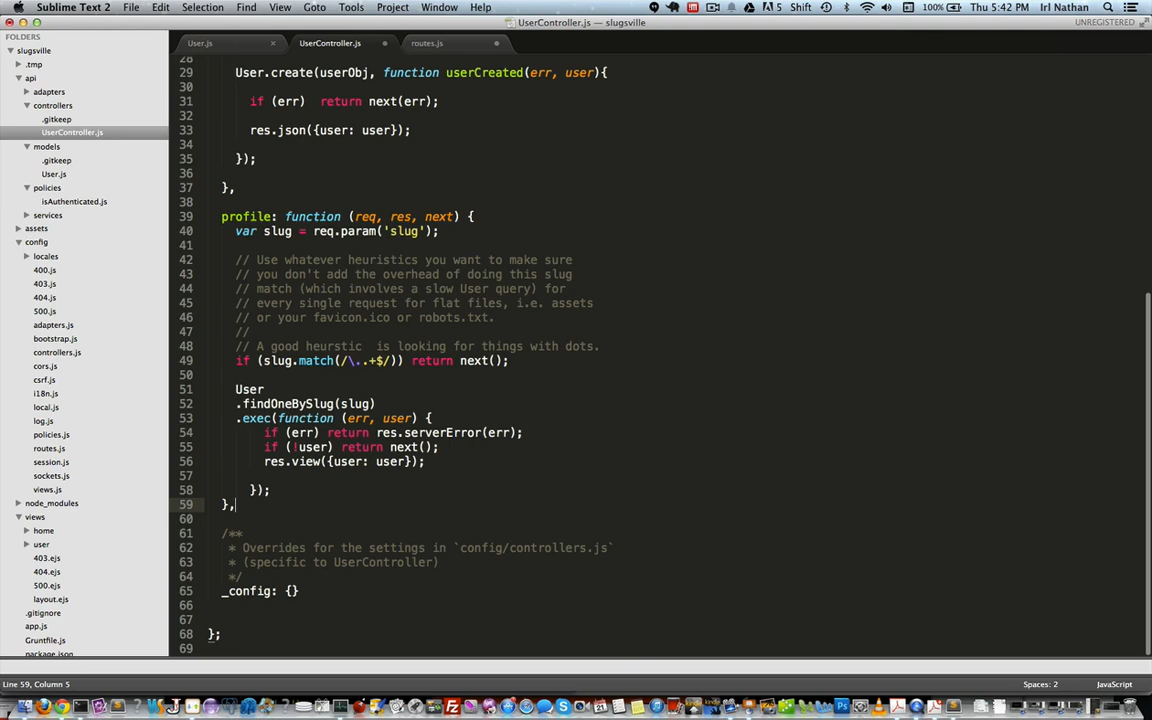 Sublime Text 2 File Edit Selection Find View Goto Tools Project Window Help
5 Shift 100% Thu 5:42 PM Irl Nathan
UserController.js — slugsville
UNREGISTERED
FOLDERS
slugsville
.tmp
api
adapters
controllers
.gitkeep
UserController.js
models
.gitkeep
User.js
policies
isAuthenticated.js
services
assets
config
locales
400.js
403.js
404.js
500.js
adapters.js
bootstrap.js
controllers.js
cors.js
csrf.js
i18n.js
local.js
log.js
policies.js
routes.js
session.js
sockets.js
views.js
node_modules
views
home
user
403.ejs
404.ejs
500.ejs
layout.ejs
.gitignore
app.js
Gruntfile.js
package.json
User.js × UserController.js routes.js
28
29 User.create(userObj, function userCreated(err, user){
30
31 if (err)  return next(err);
32
33 res.json({user: user});
34
35 });
36
37 },
38
39 profile: function (req, res, next) {
40 var slug = req.param('slug');
41
42 // Use whatever heuristics you want to make sure
43 // you don't add the overhead of doing this slug
44 // match (which involves a slow User query) for
45 // every single request for flat files, i.e. assets
46 // or your favicon.ico or robots.txt.
47 //
48 // A good heurstic  is looking for things with dots.
49 if (slug.match(/\..+$/)) return next();
50
51 User
52 .findOneBySlug(slug)
53 .exec(function (err, user) {
54 if (err) return res.serverError(err);
55 if (!user) return next();
56 res.view({user: user});
57
58 });
59 },
60
61 /**
62 * Overrides for the settings in `config/controllers.js`
63 * (specific to UserController)
64 */
65 _config: {}
66
67
68 };
69
Line 59, Column 5
Spaces: 2 JavaScript